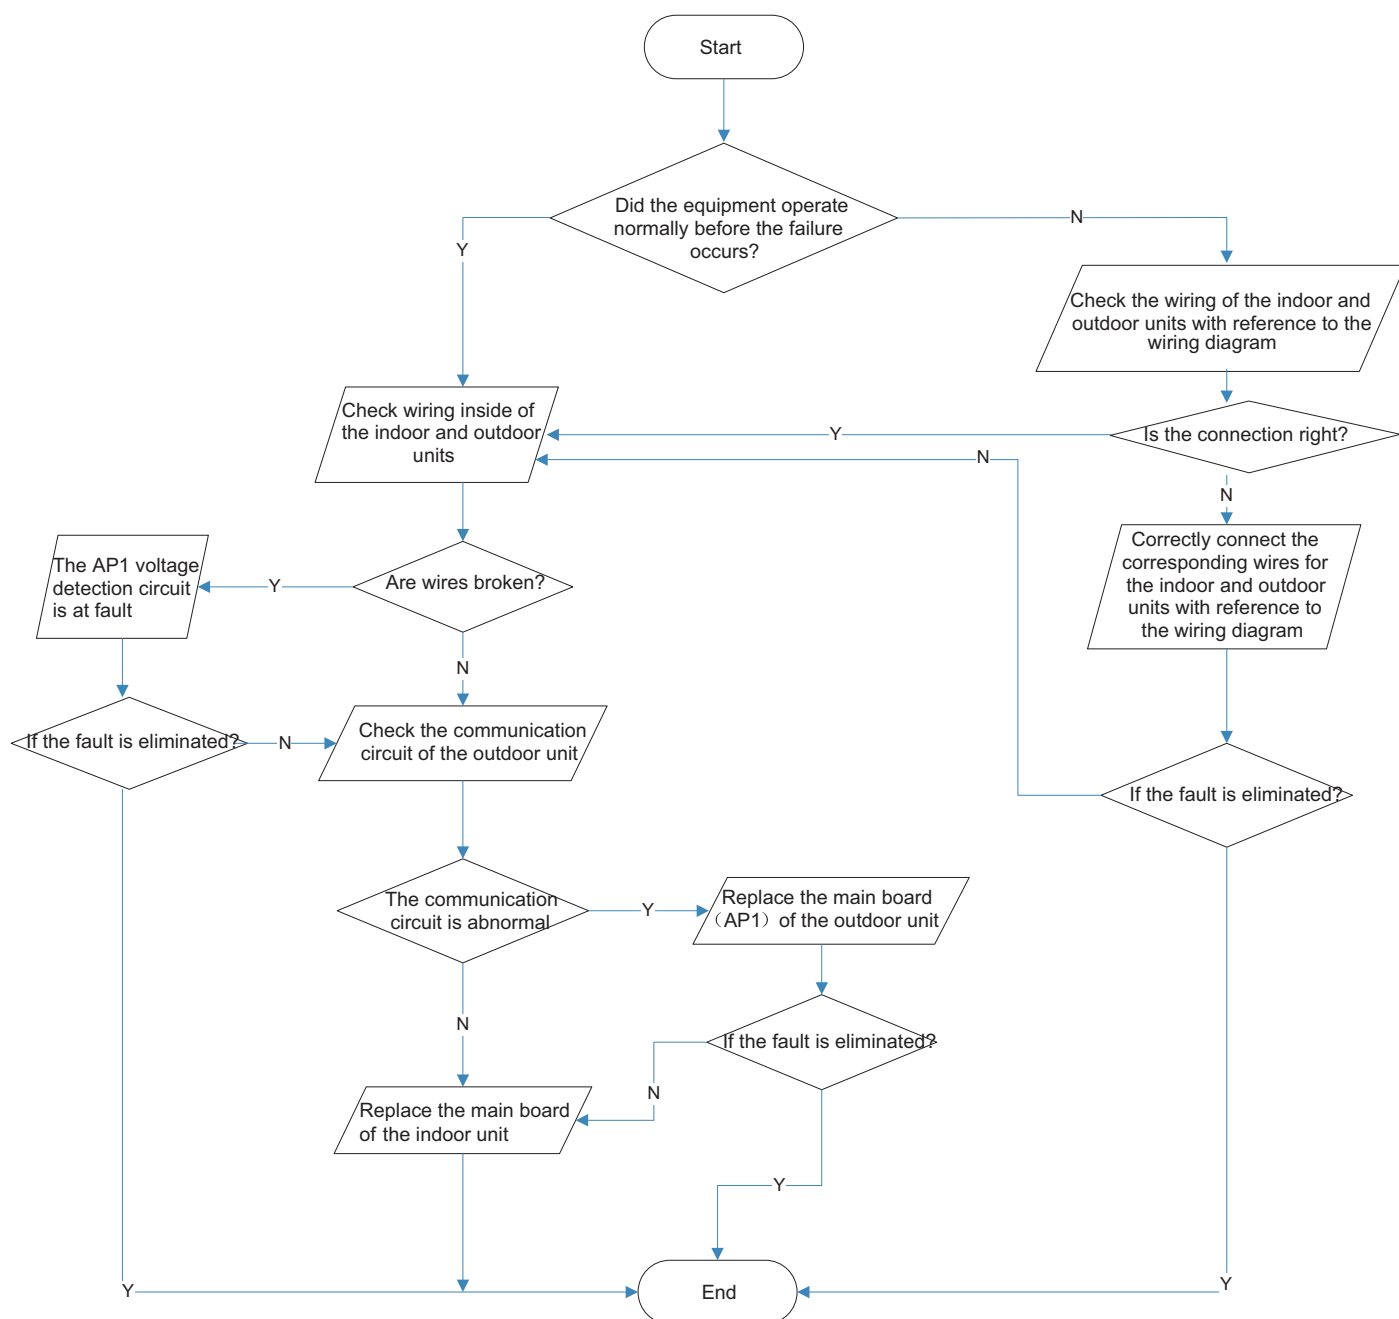 Start
Did the equipment operate
normally before the failure
occurs?
Y
N
Check the wiring of the indoor and
outdoor units with reference to the
wiring diagram
Check wiring inside of
the indoor and outdoor
units
Y
Is the connection right?
N
N
The AP1 voltage
detection circuit
is at fault
Y
Are wires broken?
Correctly connect the
corresponding wires for
the indoor and outdoor
units with reference to
the wiring diagram
N
If the fault is eliminated?
N
Check the communication
circuit of the outdoor unit
If the fault is eliminated?
The communication
circuit is abnormal
Y
Replace the main board
（AP1）of the outdoor unit
N
If the fault is eliminated?
N
Replace the main board
of the indoor unit
Y
Y
End
Y